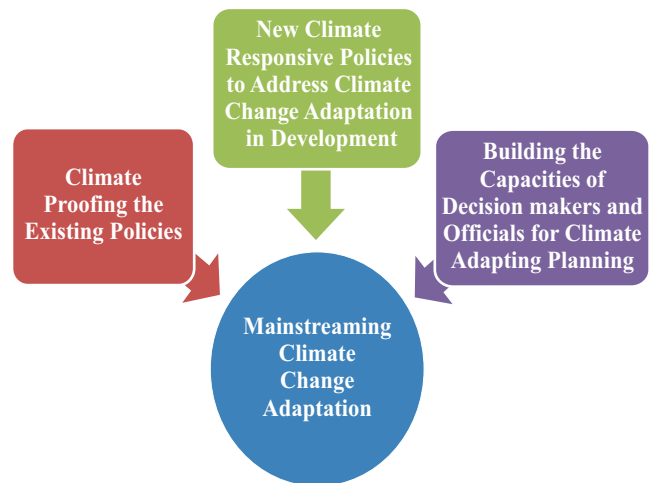 New Climate
Responsive Policies
to Address Climate
Change Adaptation
in Development
Climate
Proofing the
Existing Policies
Building the
Capacities of
Decision makers and
Officials for Climate
Adapting Planning
Mainstreaming
Climate
Change
Adaptation